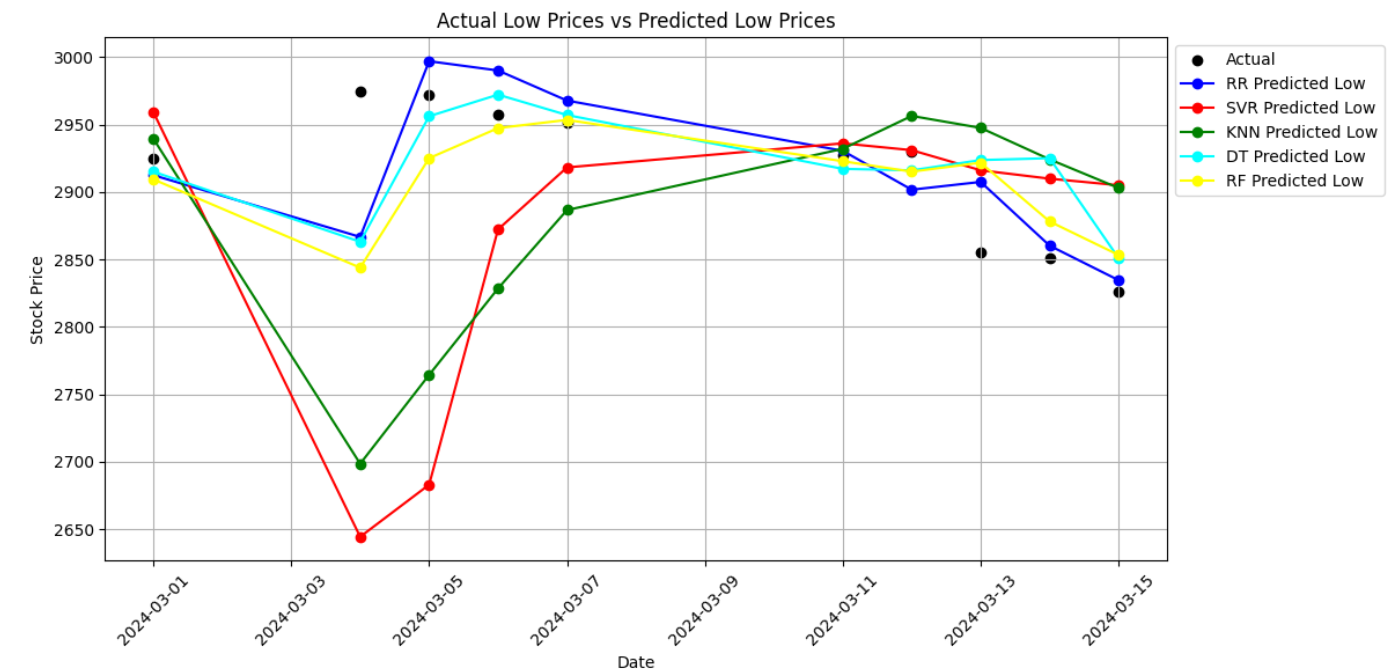 Actual Low Prices vs Predicted Low Prices
3000
2950
2900
2850
2800
2750
2700
2650
Stock Price
2024-03-01
2024-03-03
2024-03-05
2024-03-07
2024-03-09
2024-03-11
2024-03-13
2024-03-15
Date
Actual
RR Predicted Low
SVR Predicted Low
KNN Predicted Low
DT Predicted Low
RF Predicted Low